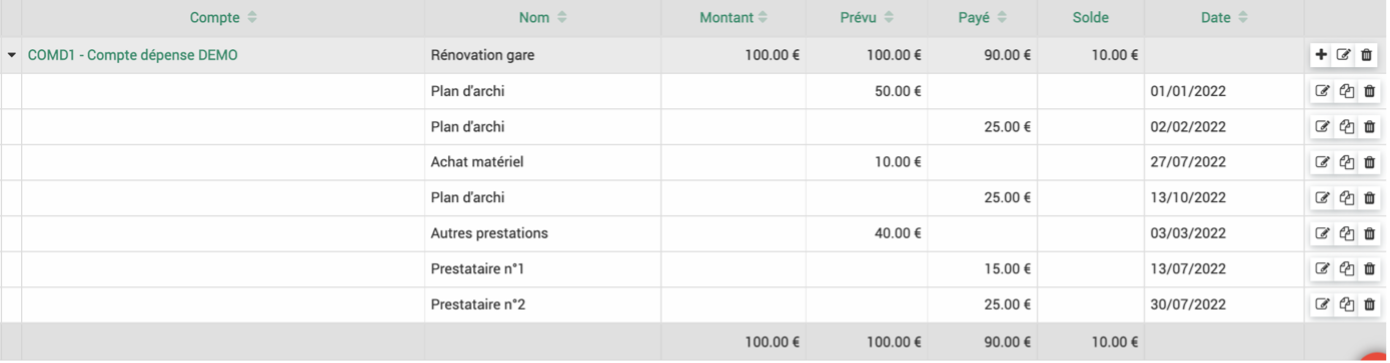 Compte Nom Montant Prévu Payé Solde Date
COMD1 - Compte dépense DEMO Rénovation gare 100.00 € 100.00 € 90.00 € 10.00 €
Plan d'archi 50.00 € 01/01/2022
Plan d'archi 25.00 € 02/02/2022
Achat matériel 10.00 € 27/07/2022
Plan d'archi 25.00 € 13/10/2022
Autres prestations 40.00 € 03/03/2022
Prestataire n°1 15.00 € 13/07/2022
Prestataire n°2 25.00 € 30/07/2022
100.00 € 100.00 € 90.00 € 10.00 €